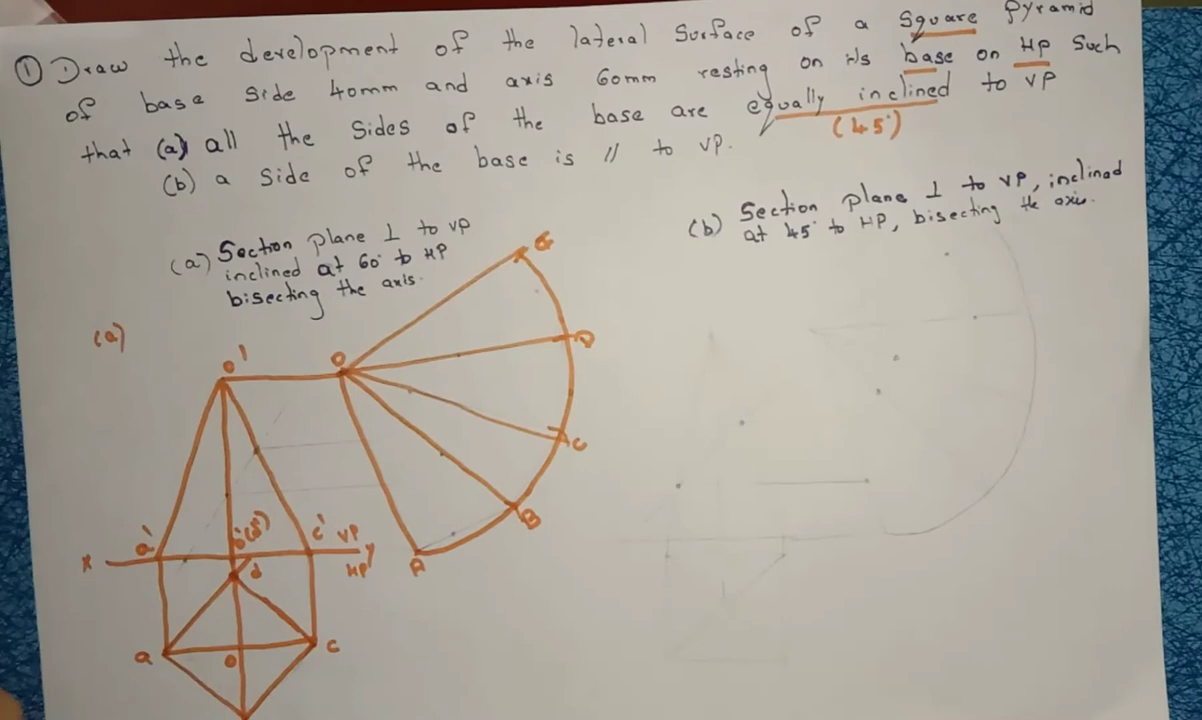 ① Draw the development of the lateral surface of a Square Pyramid
of base side 40mm and axis 60mm resting on its base on HP such
that (a) all the sides of the base are equally inclined to VP
(45°)
(b) a side of the base is // to VP.
(a) Section plane ⊥ to VP
inclined at 60° to HP
bisecting the axis.
(b) Section plane ⊥ to VP, inclined
at 45° to HP, bisecting the axis.
(a)
o'
O
D
C
B
A
a'
b'(d')
c'
VP
X
Y
HP
d
a
o
c